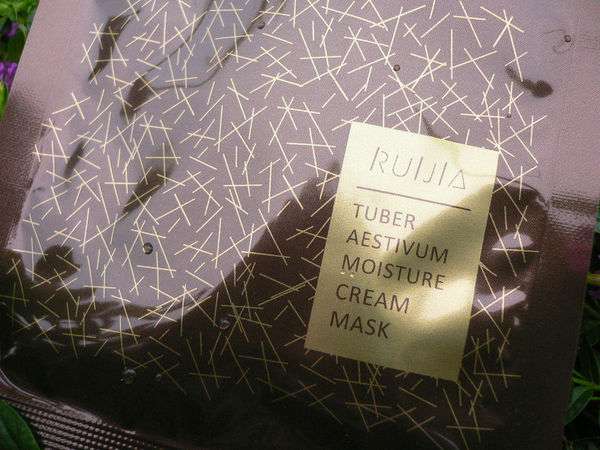 RUIJIA
TUBER
AESTIVUM
MOISTURE
CREAM
MASK